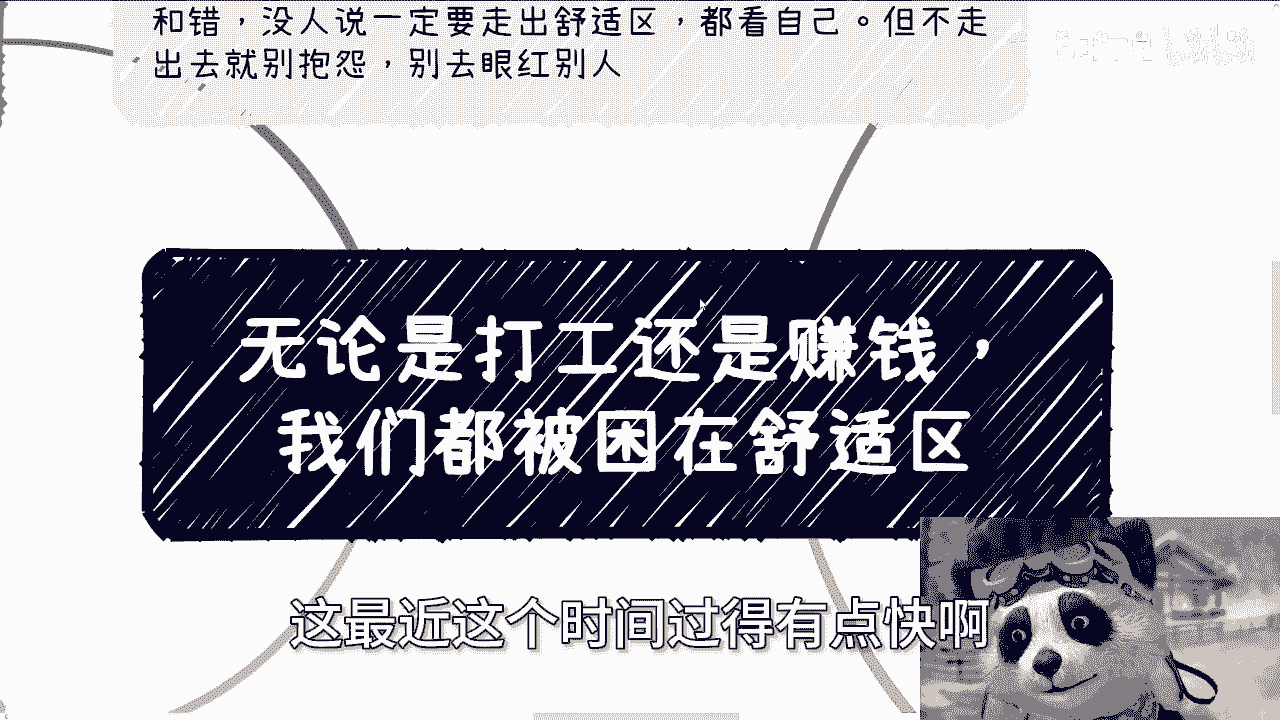 和错，没人说一定要走出舒适区，都看自己。但不走
出去就别抱怨，别去眼红别人
无论是打工还是赚钱，
我们都被困在舒适区
这最近这个时间过得有点快啊